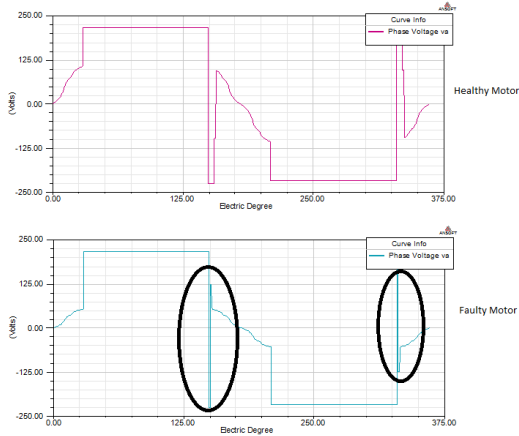 ANSOFT
Curve Info
Phase Voltage va
Healthy Motor
250.00
125.00
0.00
-125.00
-250.00
(Volts)
0.00
125.00
250.00
375.00
Electric Degree
ANSOFT
Curve Info
Phase Voltage va
Faulty Motor
250.00
125.00
0.00
-125.00
-250.00
(Volts)
0.00
125.00
250.00
375.00
Electric Degree